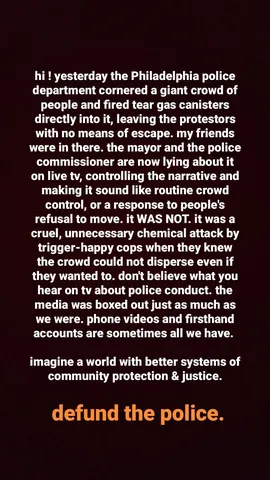 hi ! yesterday the Philadelphia police
department cornered a giant crowd of
people and fired tear gas canisters
directly into it, leaving the protestors
with no means of escape. my friends
were in there. the mayor and the police
commissioner are now lying about it
on live tv, controlling the narrative and
making it sound like routine crowd
control, or a response to people's
refusal to move. it WAS NOT. it was a
cruel, unnecessary chemical attack by
trigger-happy cops when they knew
the crowd could not disperse even if
they wanted to. don't believe what you
hear on tv about police conduct. the
media was boxed out just as much as
we were. phone videos and firsthand
accounts are sometimes all we have.
imagine a world with better systems of
community protection & justice.
defund the police.